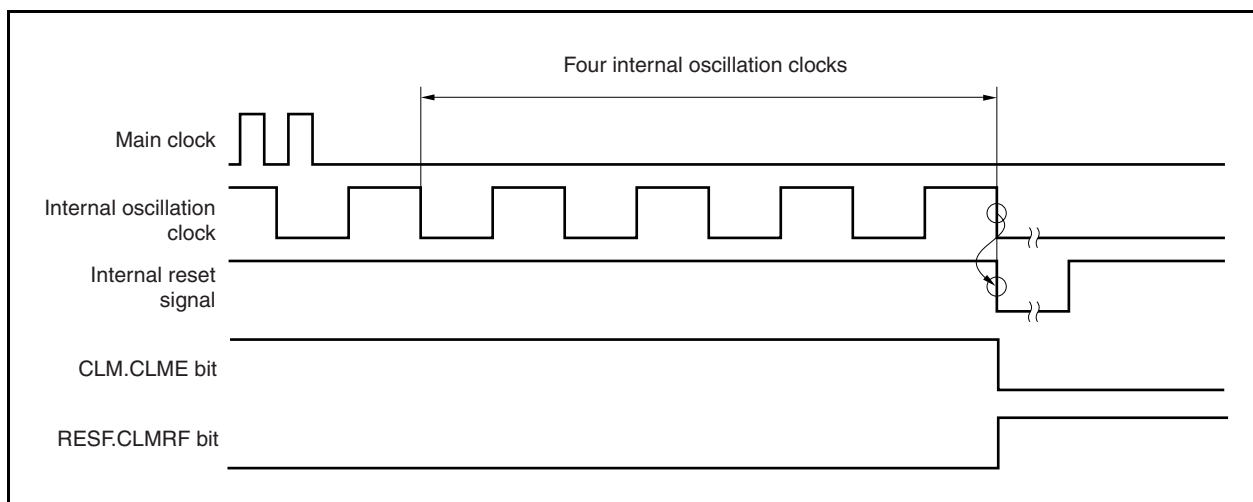 Four internal oscillation clocks
Main clock
Internal oscillation
clock
Internal reset
signal
CLM.CLME bit
RESF.CLMRF bit